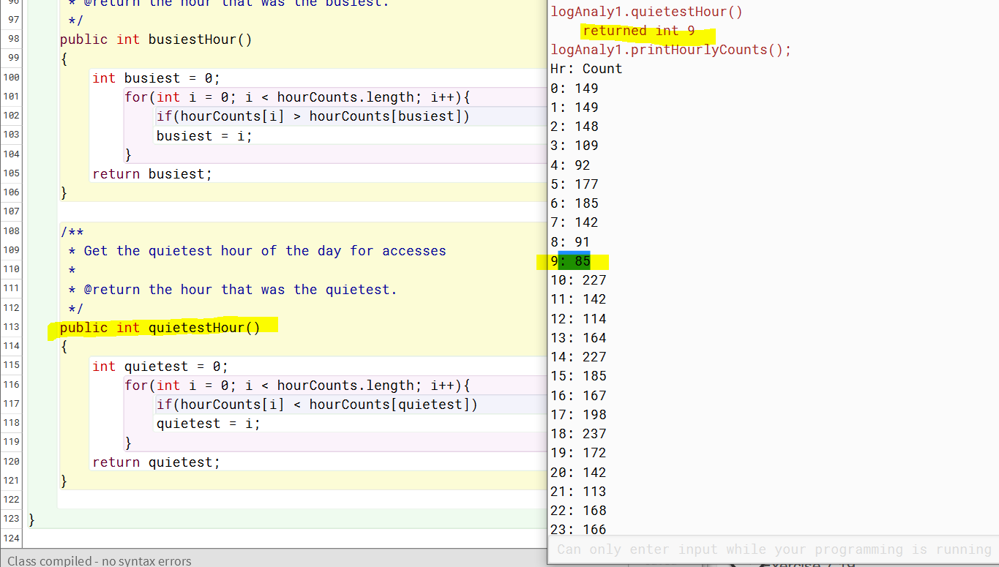 96 * @return the hour that was the busiest.
97 */
98 public int busiestHour()
99 {
100 int busiest = 0;
101 for(int i = 0; i < hourCounts.length; i++){
102 if(hourCounts[i] > hourCounts[busiest])
103 busiest = i;
104 }
105 return busiest;
106 }
107
108 /**
109 * Get the quietest hour of the day for accesses
110 *
111 * @return the hour that was the quietest.
112 */
113 public int quietestHour()
114 {
115 int quietest = 0;
116 for(int i = 0; i < hourCounts.length; i++){
117 if(hourCounts[i] < hourCounts[quietest])
118 quietest = i;
119 }
120 return quietest;
121 }
122
123 }
124
Class compiled - no syntax errors
logAnaly1.quietestHour()
returned int 9
logAnaly1.printHourlyCounts();
Hr: Count
0: 149
1: 149
2: 148
3: 109
4: 92
5: 177
6: 185
7: 142
8: 91
9: 85
10: 227
11: 142
12: 114
13: 164
14: 227
15: 185
16: 167
17: 198
18: 237
19: 172
20: 142
21: 113
22: 168
23: 166
Can only enter input while your programming is running